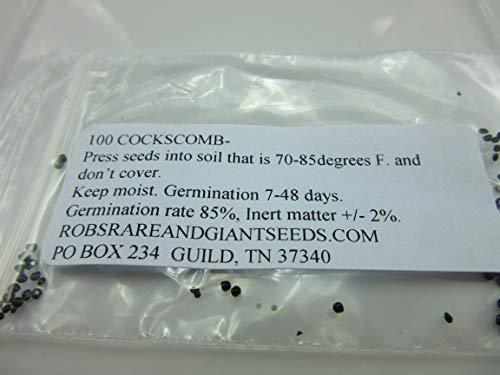 100 COCKSCOMB-
Press seeds into soil that is 70-85degrees F. and
don't cover.
Keep moist. Germination 7-48 days.
Germination rate 85%, Inert matter +/- 2%.
ROBSRAREANDGIANTSEEDS.COM
PO BOX 234 GUILD, TN 37340